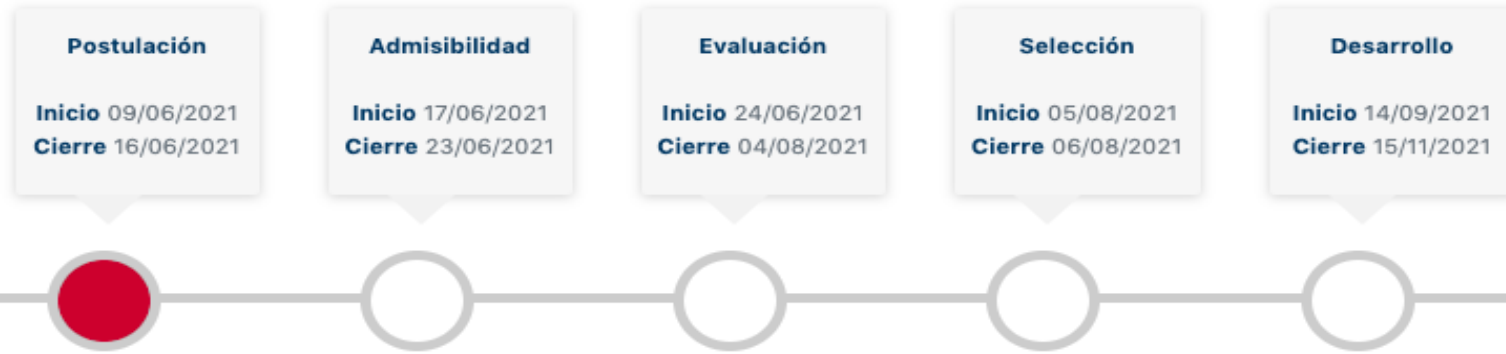 Postulación
Inicio 09/06/2021
Cierre 16/06/2021
Admisibilidad
Inicio 17/06/2021
Cierre 23/06/2021
Evaluación
Inicio 24/06/2021
Cierre 04/08/2021
Selección
Inicio 05/08/2021
Cierre 06/08/2021
Desarrollo
Inicio 14/09/2021
Cierre 15/11/2021